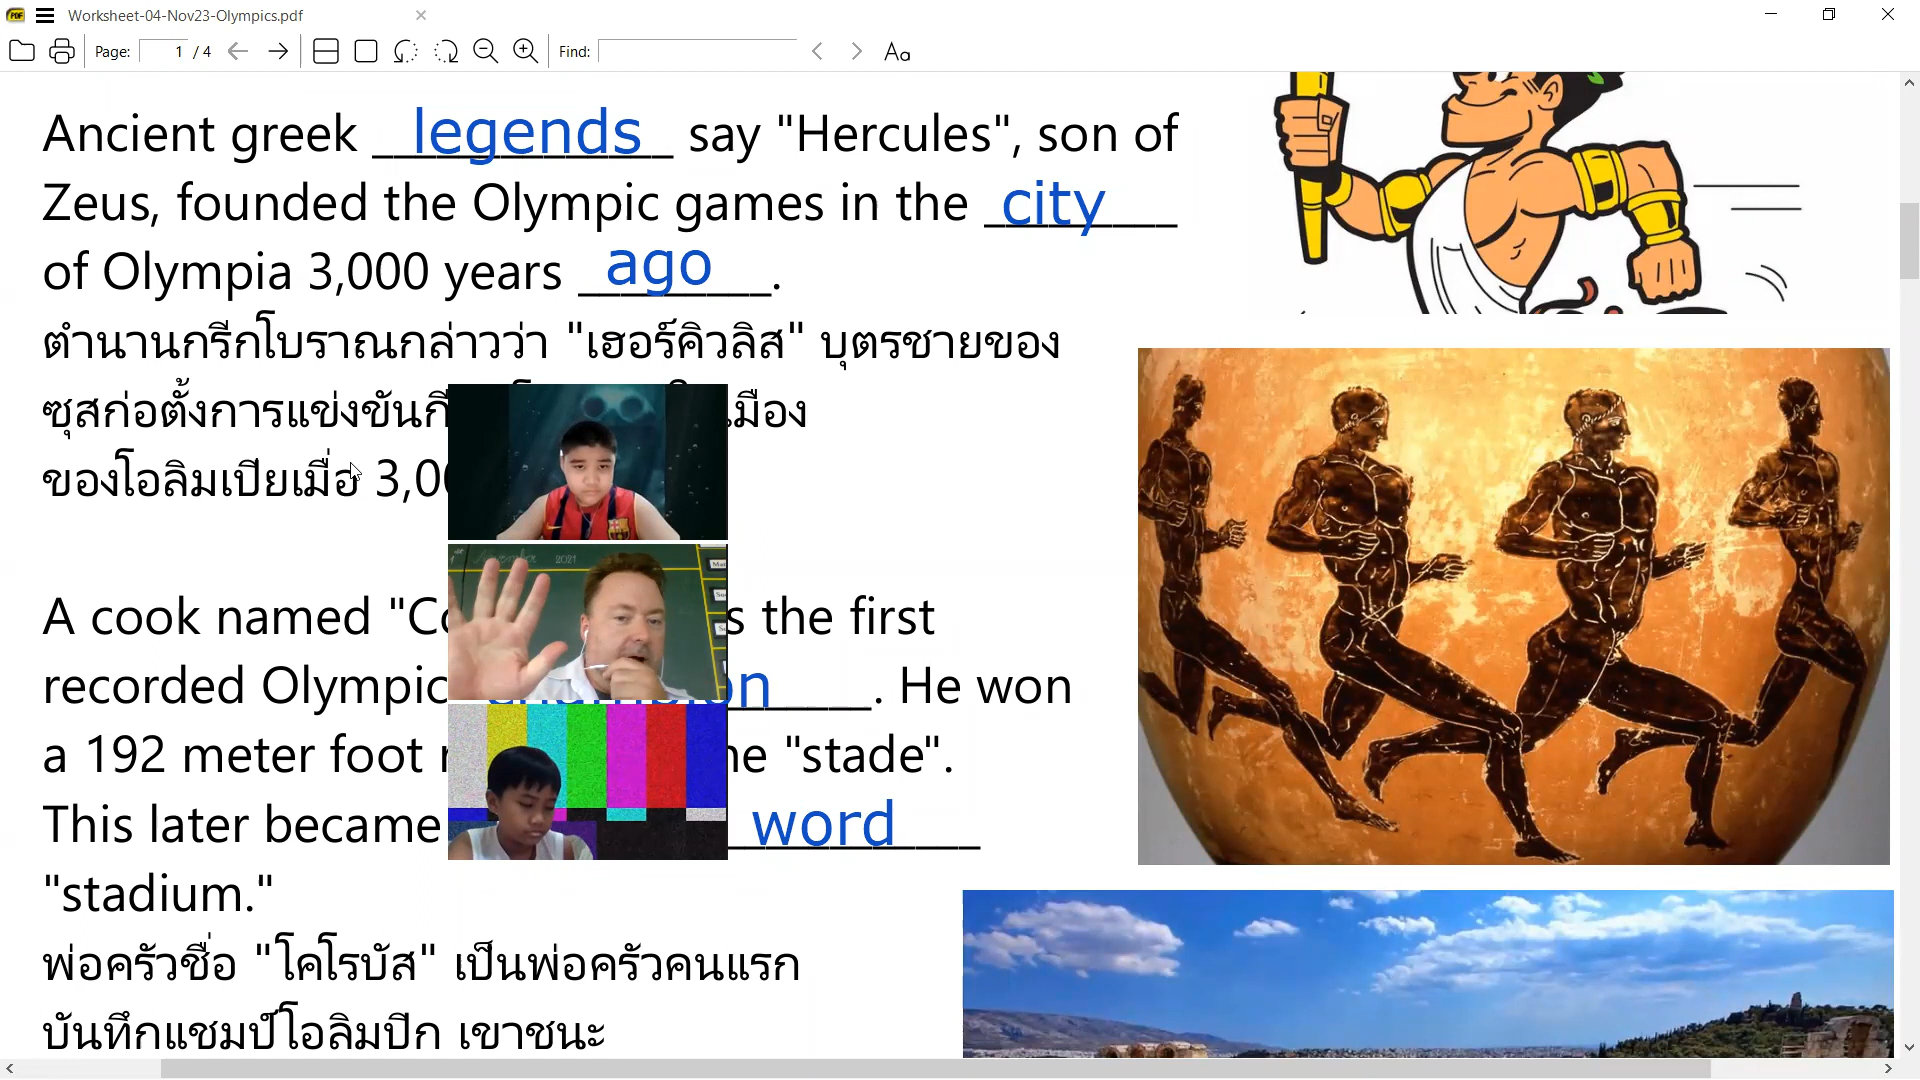 Worksheet-04-Nov23-Olympics.pdf
Page: 1 / 4 Find: Aa
Ancient greek legends say "Hercules", son of
Zeus, founded the Olympic games in the city
of Olympia 3,000 years ago.
ตำนานกรีกโบราณกล่าวว่า "เฮอร์คิวลิส" บุตรชายของ
ซุสก่อตั้งการแข่งขันกี
ของโอลิมเปียเมื่อ 3,00
A cook named "Co s the first
recorded Olympic champion. He won
a 192 meter foot "stade".
This later became word
"stadium."
พ่อครัวชื่อ "โคโรบัส" เป็นพ่อครัวคนแรก
บันทึกแชมป์โอลิมปิก เขาชนะ